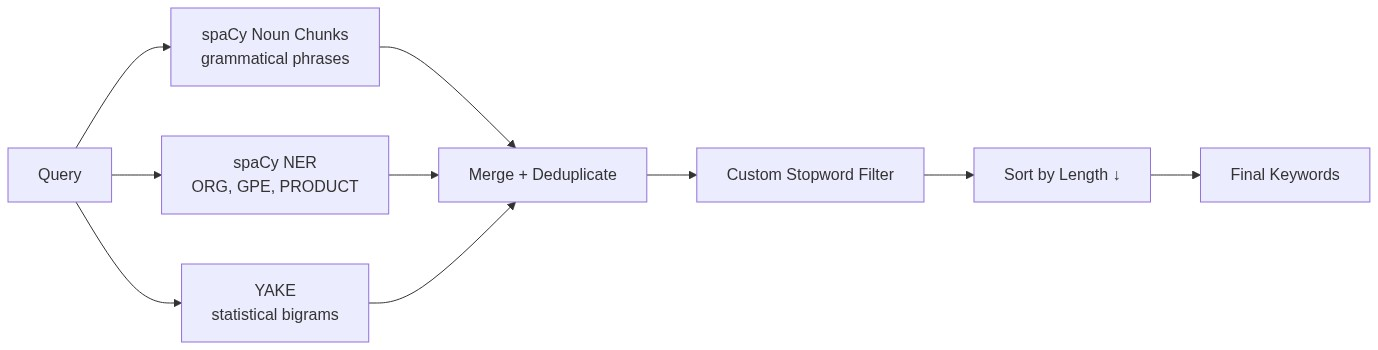 spaCy Noun Chunks
grammatical phrases
Query
spaCy NER
ORG, GPE, PRODUCT
YAKE
statistical bigrams
Merge + Deduplicate
Custom Stopword Filter
Sort by Length ↓
Final Keywords